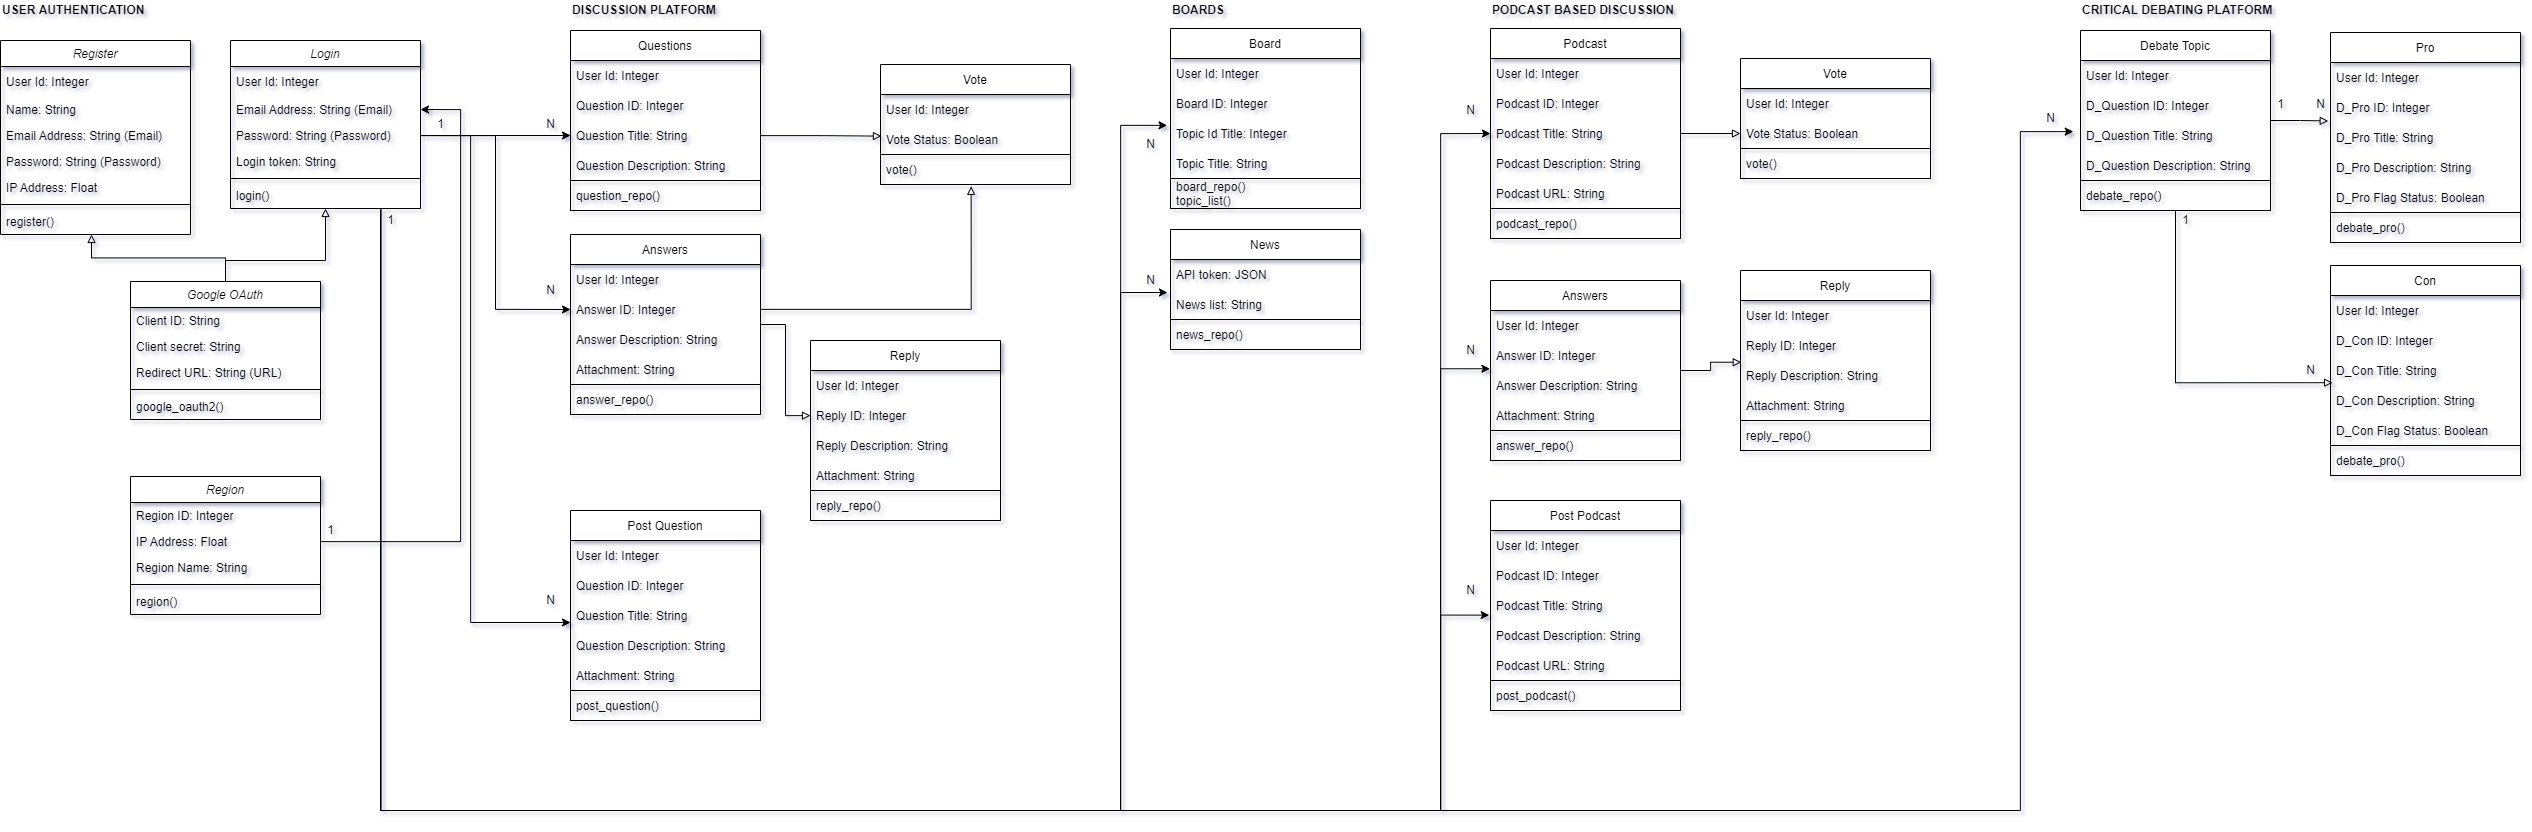 USER AUTHENTICATION
Register
User Id: Integer
Name: String
Email Address: String (Email)
Password: String (Password)
IP Address: Float
register()
Login
User Id: Integer
Email Address: String (Email)
Password: String (Password)
Login token: String
login()
1
1
Google OAuth
Client ID: String
Client secret: String
Redirect URL: String (URL)
google_oauth2()
Region
Region ID: Integer
IP Address: Float
Region Name: String
region()
1
DISCUSSION PLATFORM
N
Questions
User Id: Integer
Question ID: Integer
Question Title: String
Question Description: String
question_repo()
Vote
User Id: Integer
Vote Status: Boolean
vote()
N
Answers
User Id: Integer
Answer ID: Integer
Answer Description: String
Attachment: String
answer_repo()
Reply
User Id: Integer
Reply ID: Integer
Reply Description: String
Attachment: String
reply_repo()
N
Post Question
User Id: Integer
Question ID: Integer
Question Title: String
Question Description: String
Attachment: String
post_question()
BOARDS
N
Board
User Id: Integer
Board ID: Integer
Topic Id Title: Integer
Topic Title: String
board_repo()
topic_list()
N
News
API token: JSON
News list: String
news_repo()
PODCAST BASED DISCUSSION
N
Podcast
User Id: Integer
Podcast ID: Integer
Podcast Title: String
Podcast Description: String
Podcast URL: String
podcast_repo()
Vote
User Id: Integer
Vote Status: Boolean
vote()
N
Answers
User Id: Integer
Answer ID: Integer
Answer Description: String
Attachment: String
answer_repo()
Reply
User Id: Integer
Reply ID: Integer
Reply Description: String
Attachment: String
reply_repo()
N
Post Podcast
User Id: Integer
Podcast ID: Integer
Podcast Title: String
Podcast Description: String
Podcast URL: String
post_podcast()
CRITICAL DEBATING PLATFORM
N
Debate Topic
User Id: Integer
D_Question ID: Integer
D_Question Title: String
D_Question Description: String
debate_repo()
1
1
N
Pro
User Id: Integer
D_Pro ID: Integer
D_Pro Title: String
D_Pro Description: String
D_Pro Flag Status: Boolean
debate_pro()
N
Con
User Id: Integer
D_Con ID: Integer
D_Con Title: String
D_Con Description: String
D_Con Flag Status: Boolean
debate_pro()